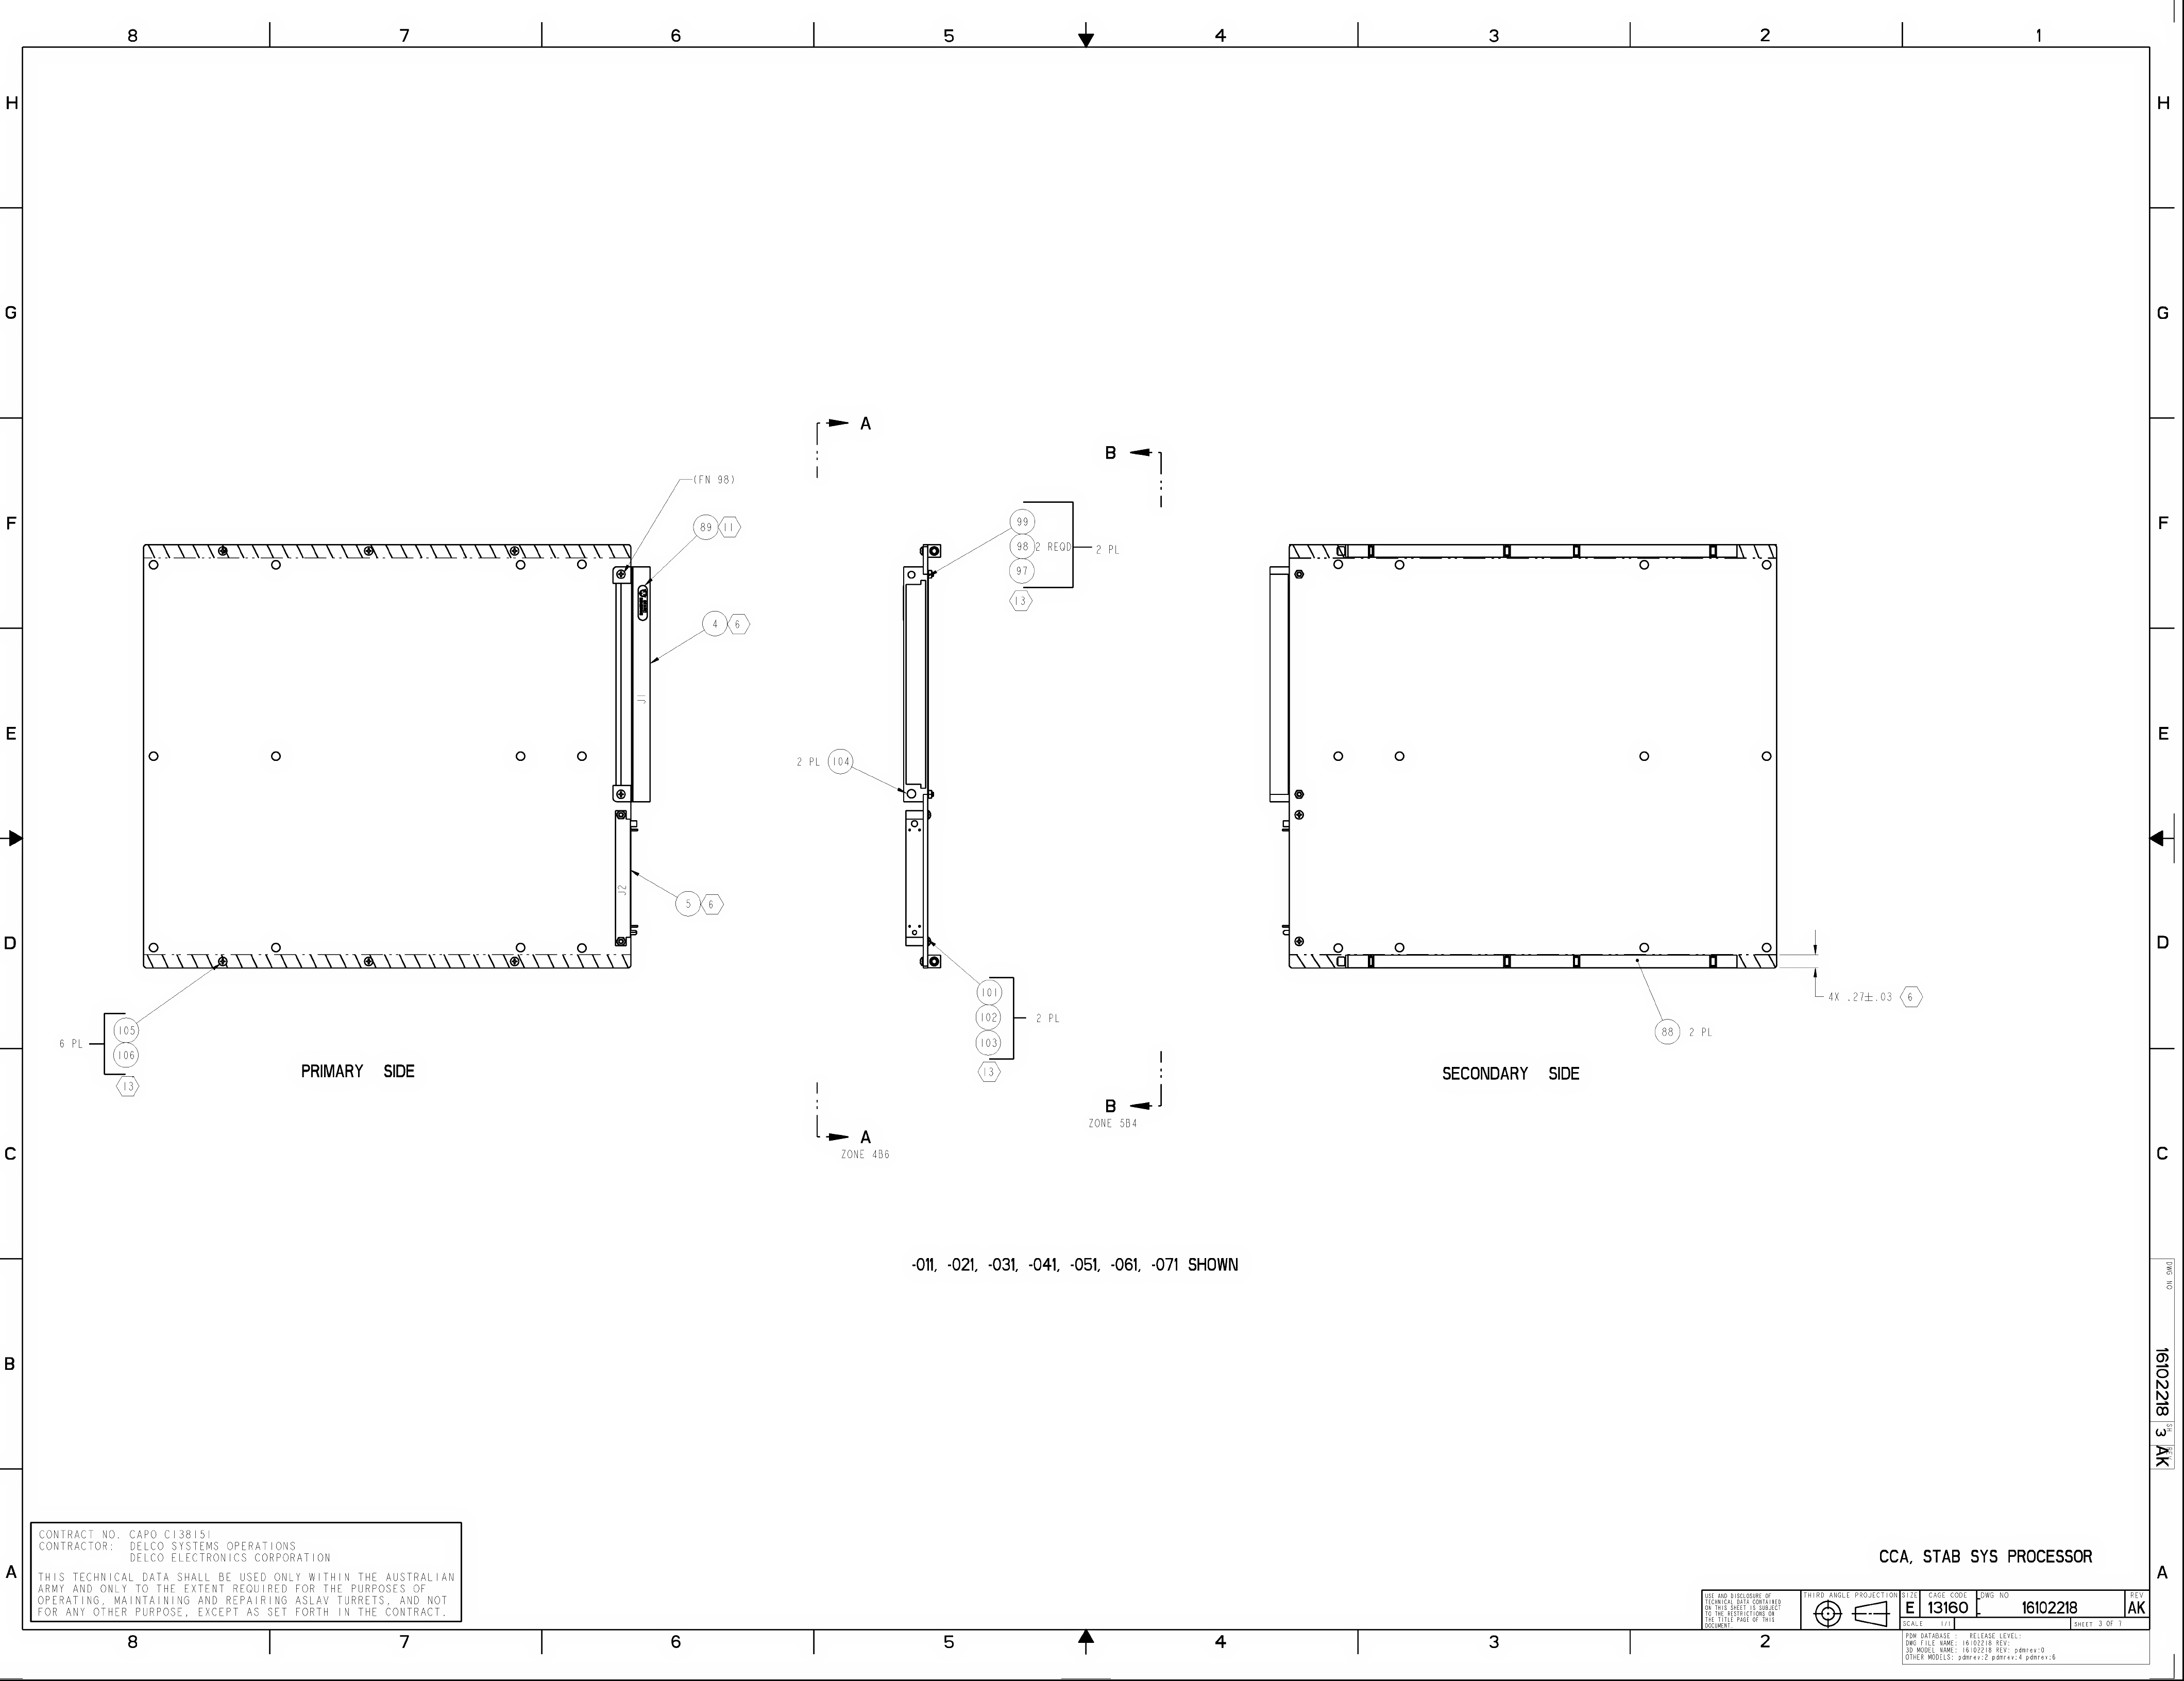 8 7 6 5 4 3 2 1
H H
G G
F F
E E
D D
C C
B B
A A
A
B
(FN 98)
89 11
99
98 2 REQD
97
2 PL
13
4 6
J1
2 PL 104
J2
5 6
101
102
103
2 PL
13
4X .27±.03 6
88 2 PL
105
106
6 PL
13
PRIMARY SIDE
SECONDARY SIDE
B
ZONE 5B4
A
ZONE 4B6
-011, -021, -031, -041, -051, -061, -071 SHOWN
DWG NO
16102218
SH
3
REV
AK
CONTRACT NO. CAPO C138151
CONTRACTOR: DELCO SYSTEMS OPERATIONS
DELCO ELECTRONICS CORPORATION
THIS TECHNICAL DATA SHALL BE USED ONLY WITHIN THE AUSTRALIAN
ARMY AND ONLY TO THE EXTENT REQUIRED FOR THE PURPOSES OF
OPERATING, MAINTAINING AND REPAIRING ASLAV TURRETS, AND NOT
FOR ANY OTHER PURPOSE, EXCEPT AS SET FORTH IN THE CONTRACT.
CCA, STAB SYS PROCESSOR
USE AND DISCLOSURE OF
TECHNICAL DATA CONTAINED
ON THIS SHEET IS SUBJECT
TO THE RESTRICTIONS ON
THE TITLE PAGE OF THIS
DOCUMENT.
THIRD ANGLE PROJECTION
SIZE
E
CAGE CODE
13160
DWG NO
16102218
REV
AK
SCALE 1/1
SHEET 3 OF 7
PDM DATABASE : RELEASE LEVEL:
DWG FILE NAME: 16102218 REV:
3D MODEL NAME: 16102218 REV: pdmrev:0
OTHER MODELS: pdmrev:2 pdmrev:4 pdmrev:6
8 7 6 5 4 3 2